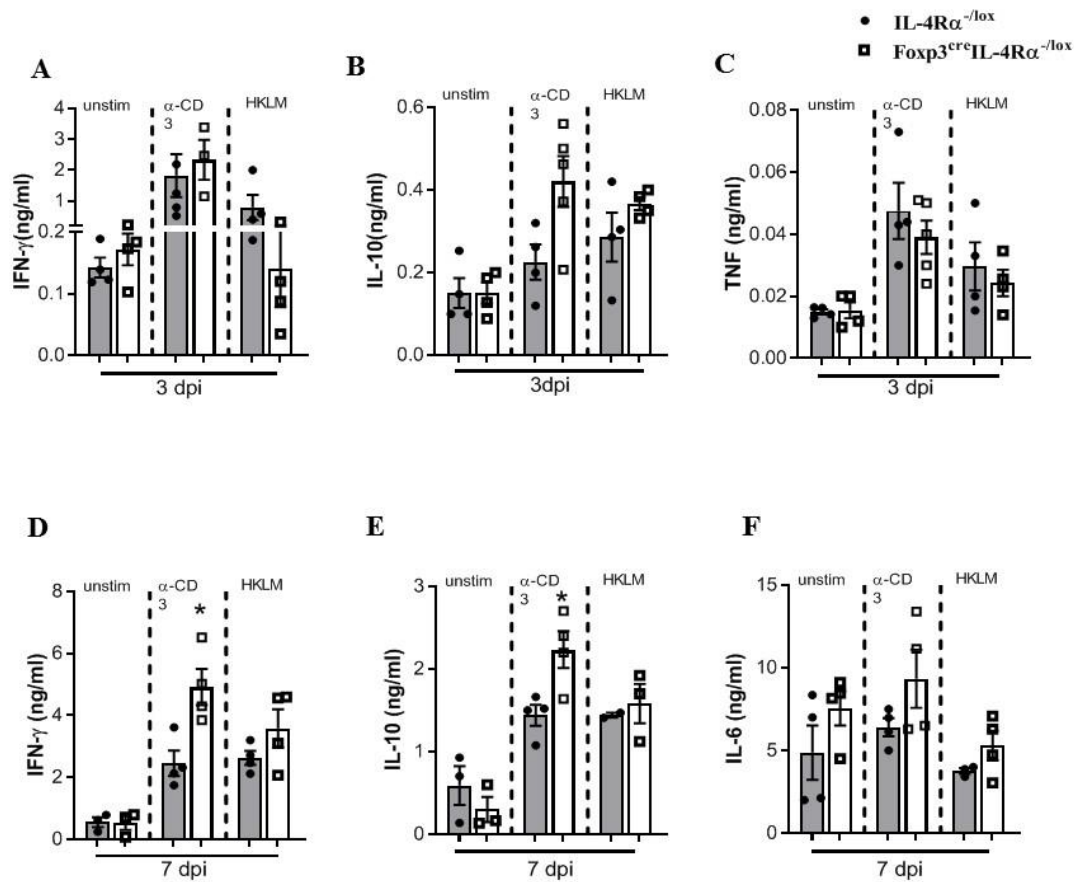 IL-4Rα-/lox
Foxp3creIL-4Rα-/lox
A
B
C
unstim
α-CD
3
HKLM
IFN-γ(ng/ml)
4
3
2
1
0.2
0.1
0.0
3 dpi
unstim
α-CD
3
HKLM
IL-10(ng/ml)
0.6
0.4
0.2
0.0
3dpi
unstim
α-CD
3
HKLM
TNF (ng/ml)
0.08
0.06
0.04
0.02
0.00
3 dpi
D
E
F
unstim
α-CD
3
HKLM
IFN-γ (ng/ml)
8
6
4
2
0
*
7 dpi
unstim
α-CD
3
HKLM
IL-10 (ng/ml)
3
2
1
0
*
7 dpi
unstim
α-CD
3
HKLM
IL-6 (ng/ml)
15
10
5
0
7 dpi